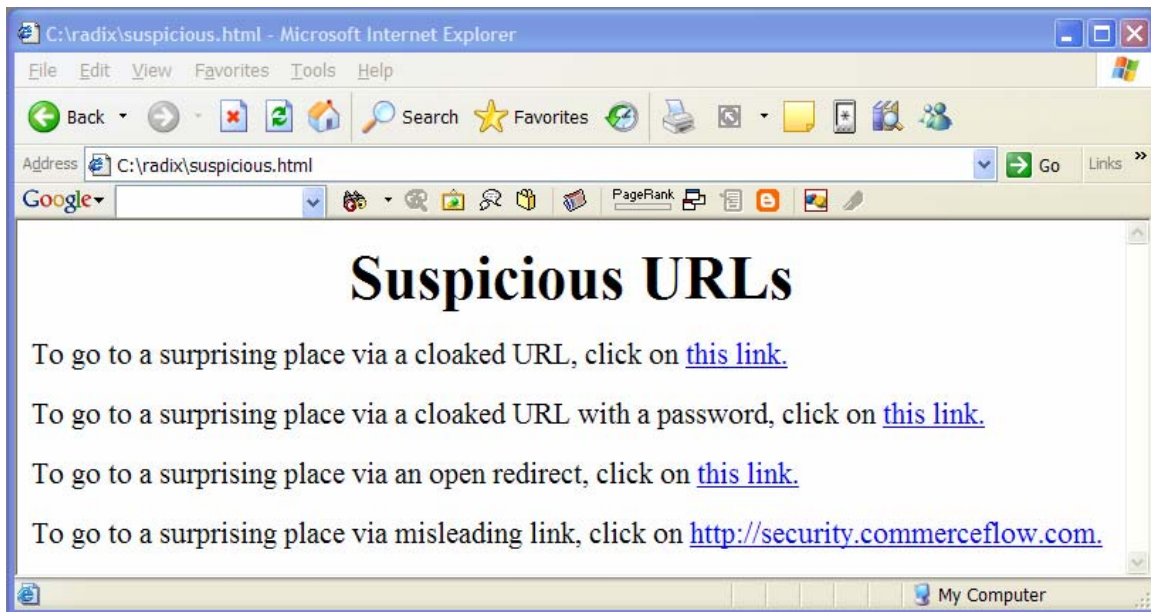 C:\radix\suspicious.html - Microsoft Internet Explorer
File Edit View Favorites Tools Help
Back Search Favorites
Address C:\radix\suspicious.html Go Links »
Google PageRank
Suspicious URLs
To go to a surprising place via a cloaked URL, click on this link.
To go to a surprising place via a cloaked URL with a password, click on this link.
To go to a surprising place via an open redirect, click on this link.
To go to a surprising place via misleading link, click on http://security.commerceflow.com.
My Computer